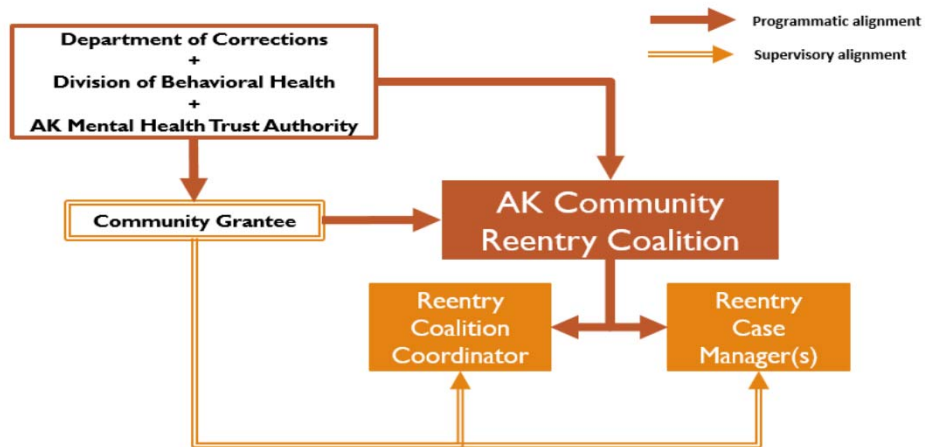 Department of Corrections
+
Division of Behavioral Health
+
AK Mental Health Trust Authority
Programmatic alignment
Supervisory alignment
Community Grantee
AK Community
Reentry Coalition
Reentry
Coalition
Coordinator
Reentry
Case
Manager(s)